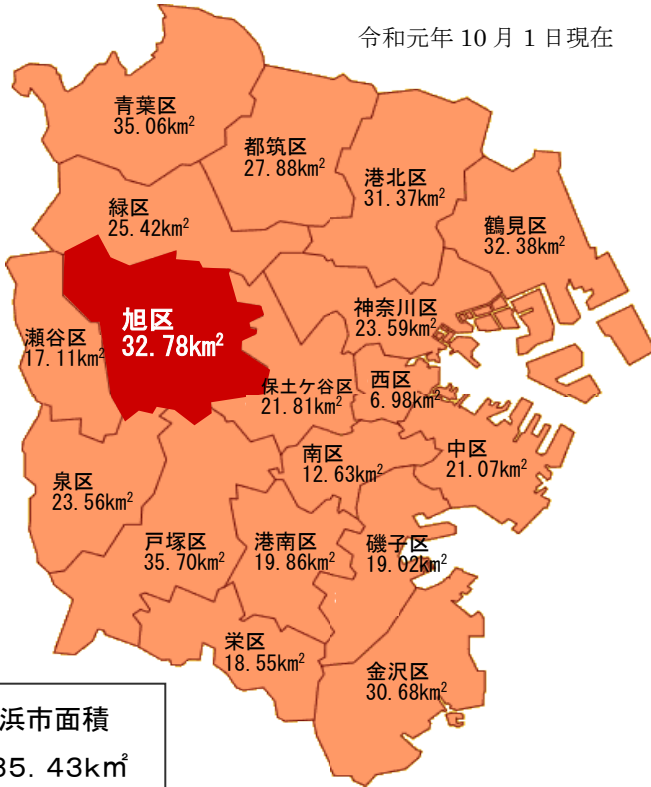 令和元年 10 月 1 日現在
青葉区
35.06km²
都筑区
27.88km²
港北区
31.37km²
鶴見区
32.38km²
緑区
25.42km²
旭区
32.78km²
瀬谷区
17.11km²
神奈川区
23.59km²
保土ケ谷区
21.81km²
西区
6.98km²
南区
12.63km²
中区
21.07km²
泉区
23.56km²
戸塚区
35.70km²
港南区
19.86km²
磯子区
19.02km²
栄区
18.55km²
金沢区
30.68km²
浜市面積
35．43k㎡